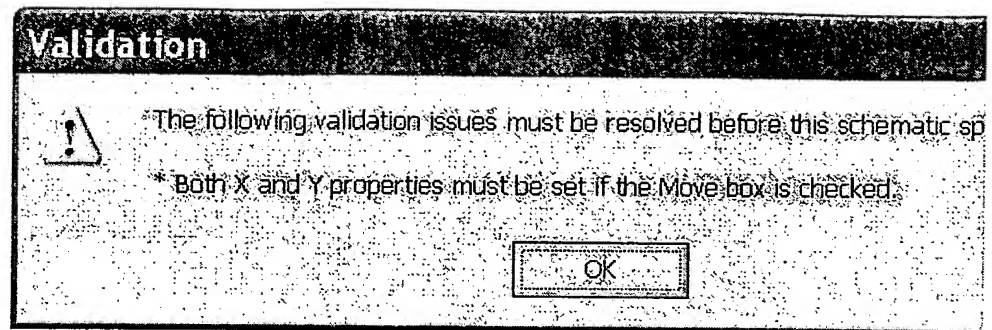 Validation
The following validation issues must be resolved before this schematic sp
* Both X and Y properties must be set if the Move box is checked.
OK